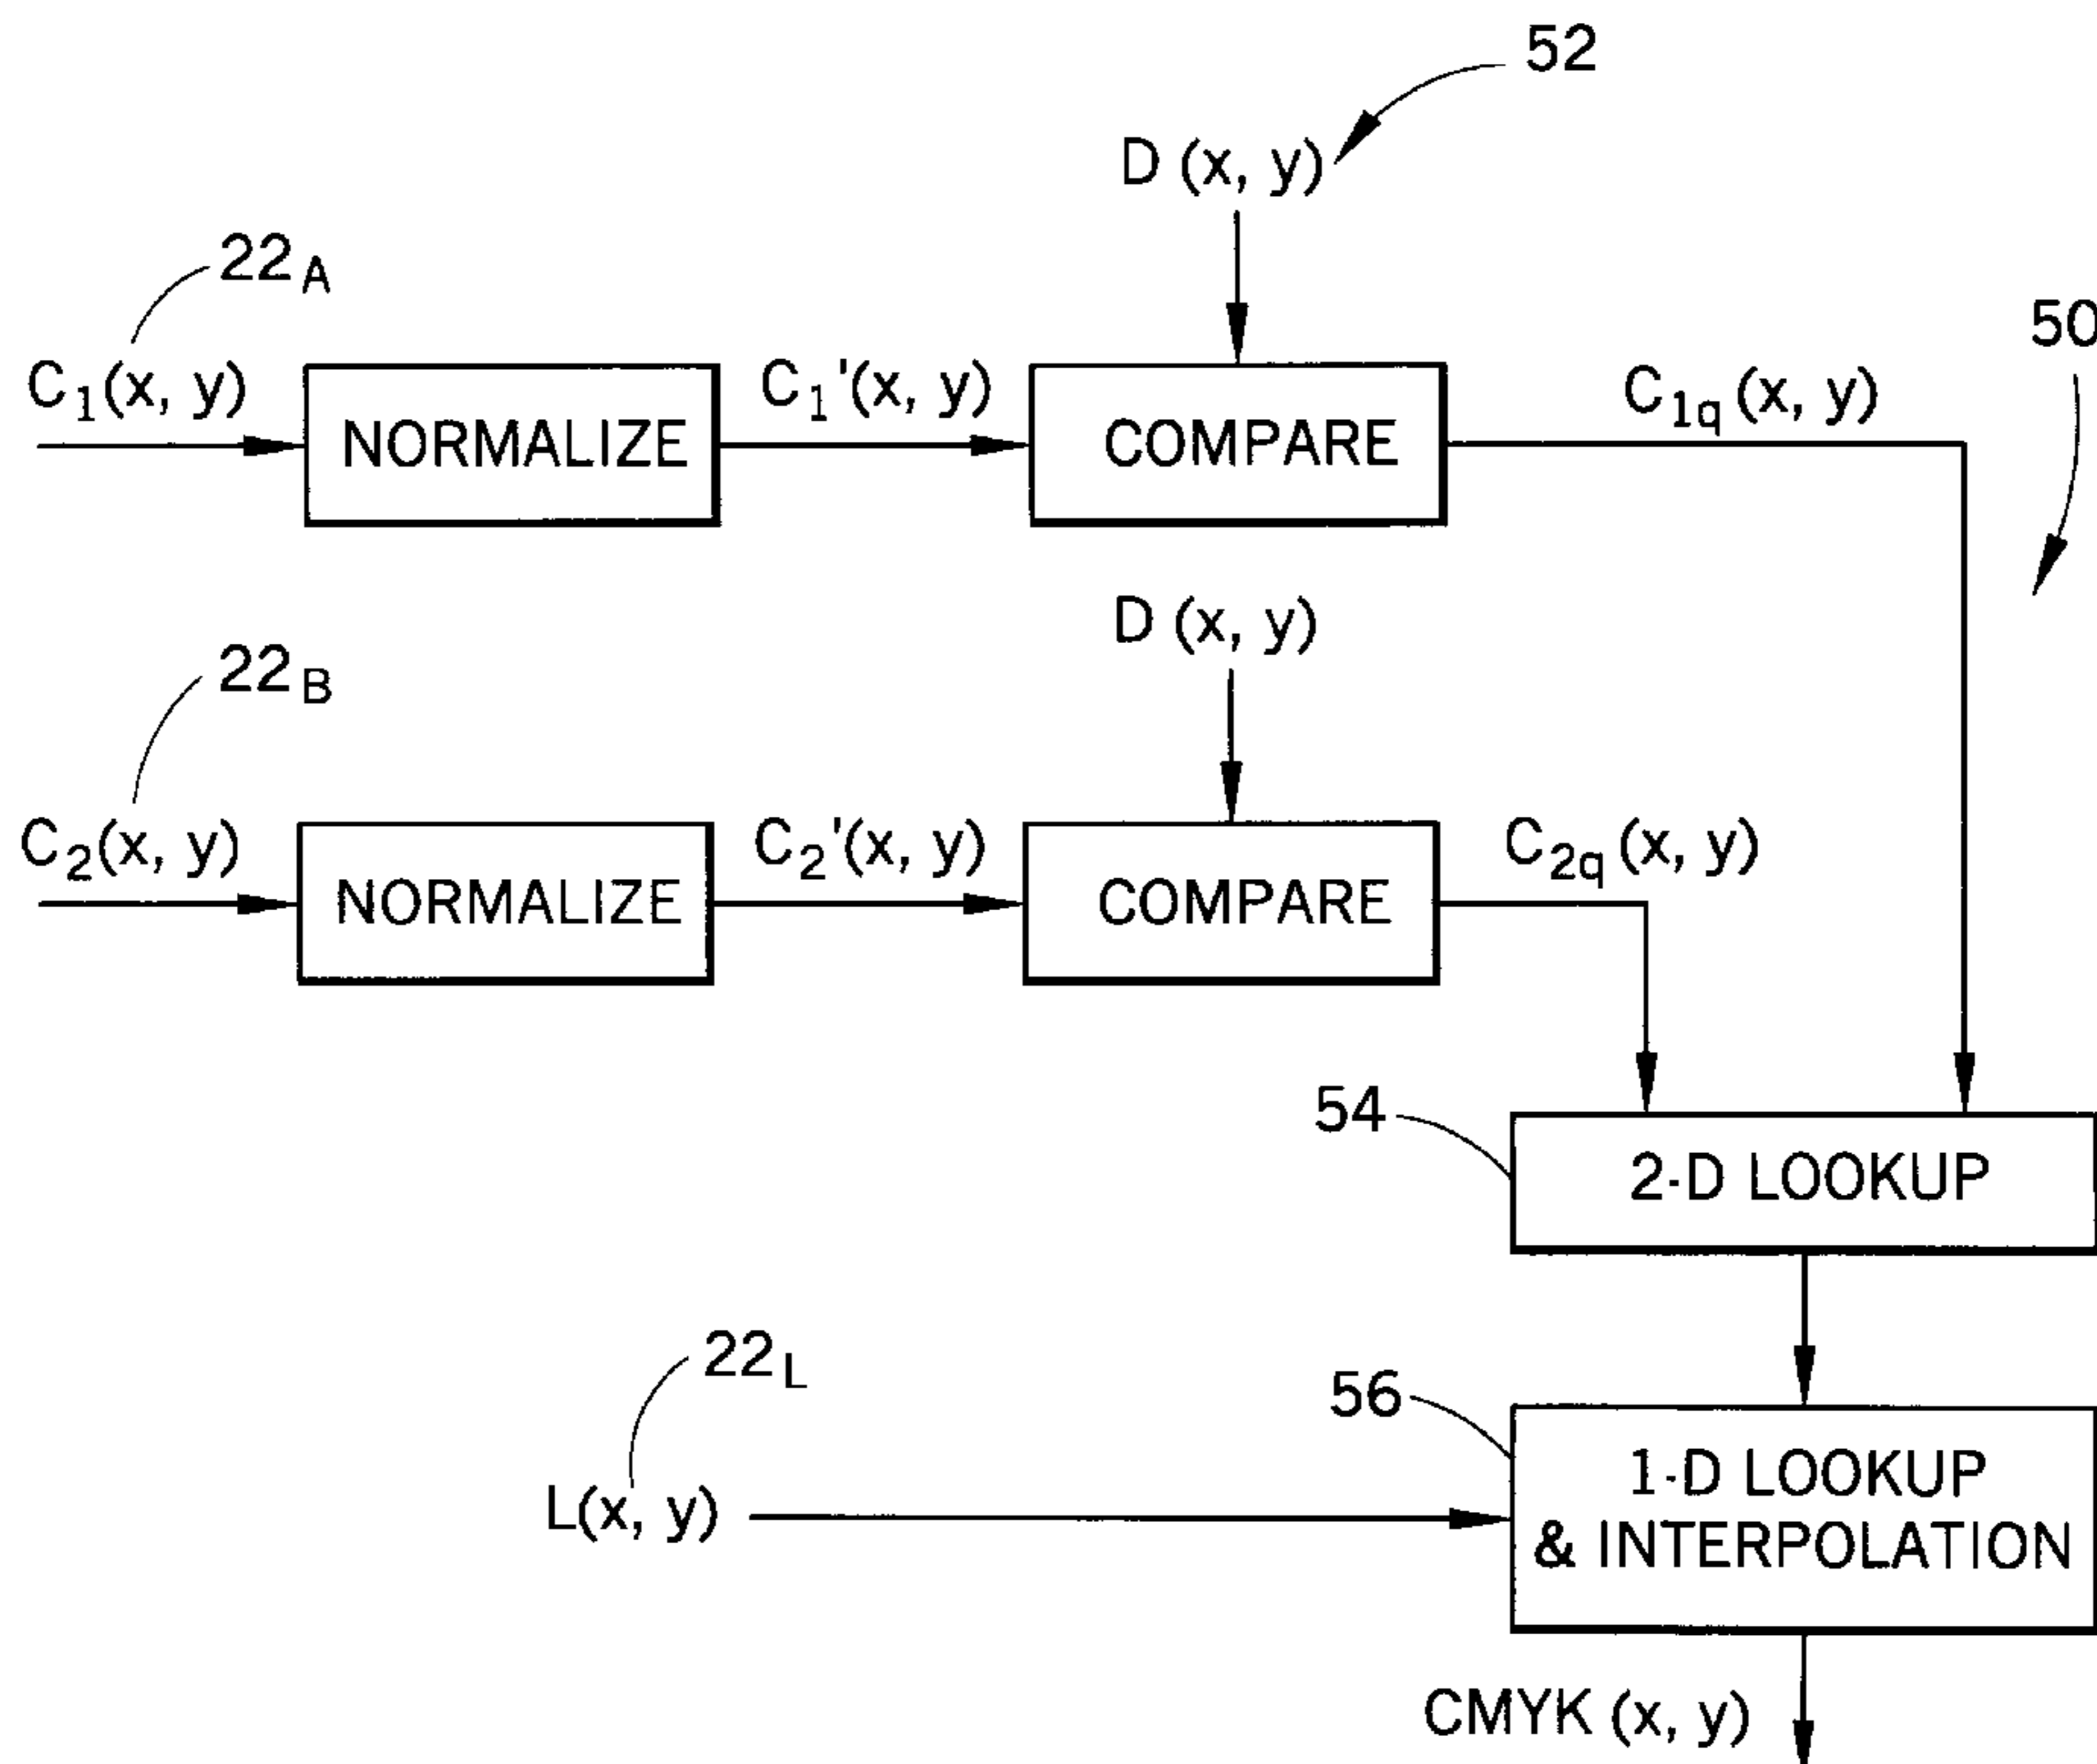 52
D (x, y)
22A
50
C1(x, y)
NORMALIZE
C1'(x, y)
COMPARE
C1q (x, y)
D (x, y)
22B
C2(x, y)
NORMALIZE
C2'(x, y)
COMPARE
C2q (x, y)
54
2-D LOOKUP
22L
56
L(x, y)
1-D LOOKUP
& INTERPOLATION
CMYK (x, y)